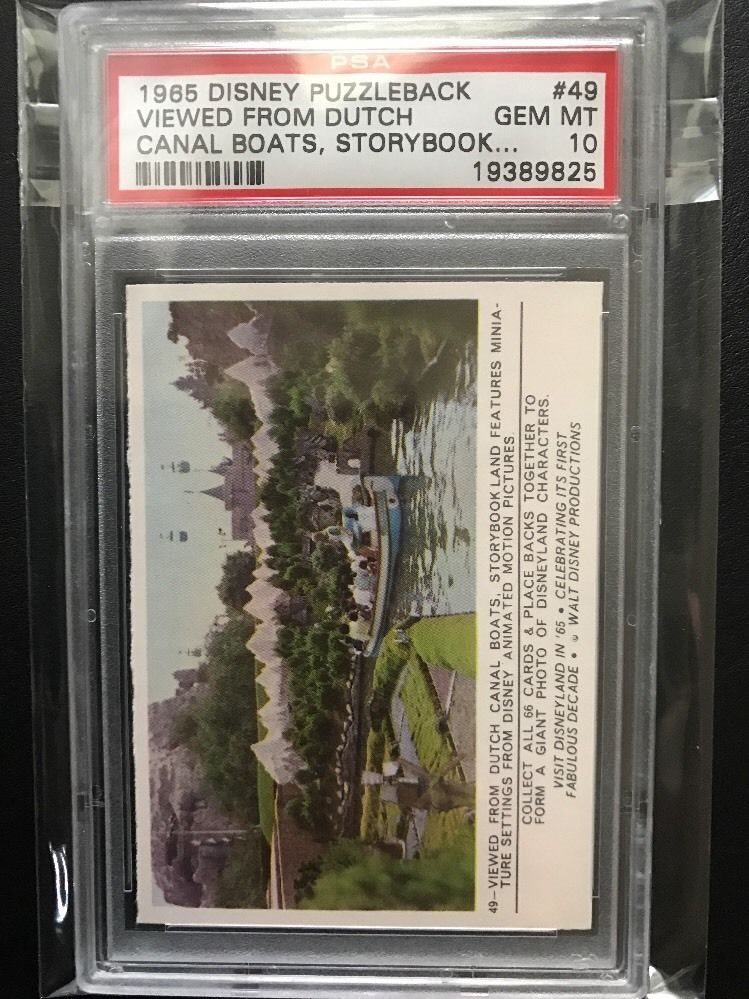 PSA
1965 DISNEY PUZZLEBACK #49
VIEWED FROM DUTCH GEM MT
CANAL BOATS, STORYBOOK... 10
19389825
49—VIEWED FROM DUTCH CANAL BOATS, STORYBOOK LAND FEATURES MINIA-
TURE SETTINGS FROM DISNEY ANIMATED MOTION PICTURES.
COLLECT ALL 66 CARDS & PLACE BACKS TOGETHER TO
FORM A GIANT PHOTO OF DISNEYLAND CHARACTERS.
VISIT DISNEYLAND IN '65 • CELEBRATING ITS FIRST
FABULOUS DECADE • © WALT DISNEY PRODUCTIONS